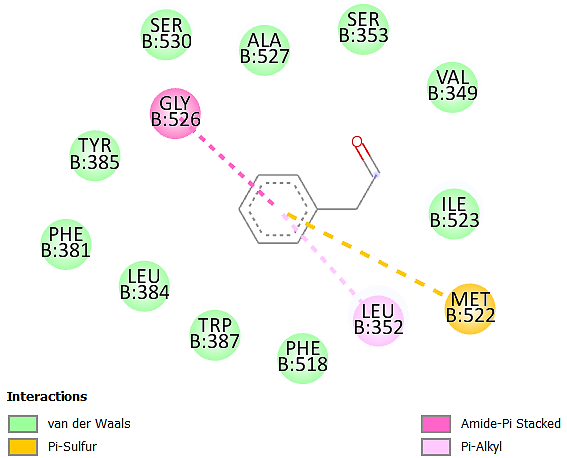 SER
B:530
ALA
B:527
SER
B:353
VAL
B:349
GLY
B:526
TYR
B:385
ILE
B:523
PHE
B:381
LEU
B:384
MET
B:522
LEU
B:352
TRP
B:387
PHE
B:518
Interactions
van der Waals
Pi-Sulfur
Amide-Pi Stacked
Pi-Alkyl